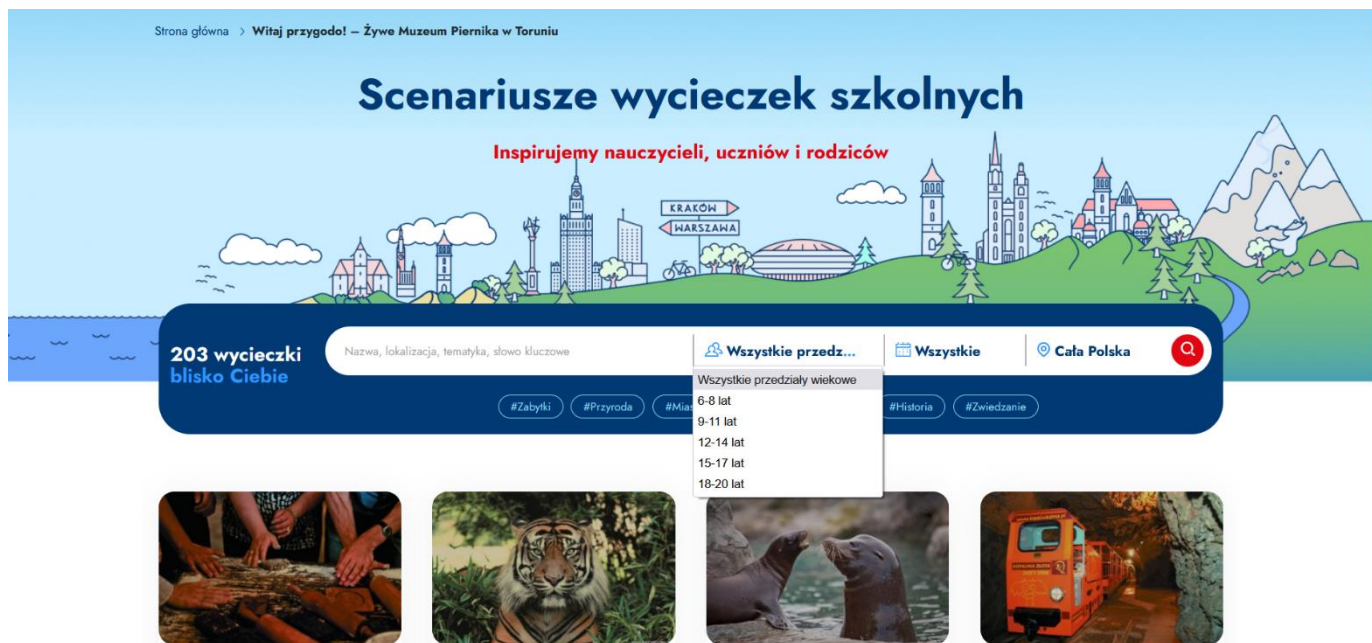 Strona główna > Witaj przygodo! – Żywe Muzeum Piernika w Toruniu
Scenariusze wycieczek szkolnych
Inspirujemy nauczycieli, uczniów i rodziców
KRAKÓW
WARSZAWA
203 wycieczki
blisko Ciebie
Nazwa, lokalizacja, tematyka, słowo kluczowe
Wszystkie przedz...
Wszystkie
Cała Polska
Wszystkie przedziały wiekowe
6-8 lat
9-11 lat
12-14 lat
15-17 lat
18-20 lat
#Zabytki
#Przyroda
#Historia
#Zwiedzanie